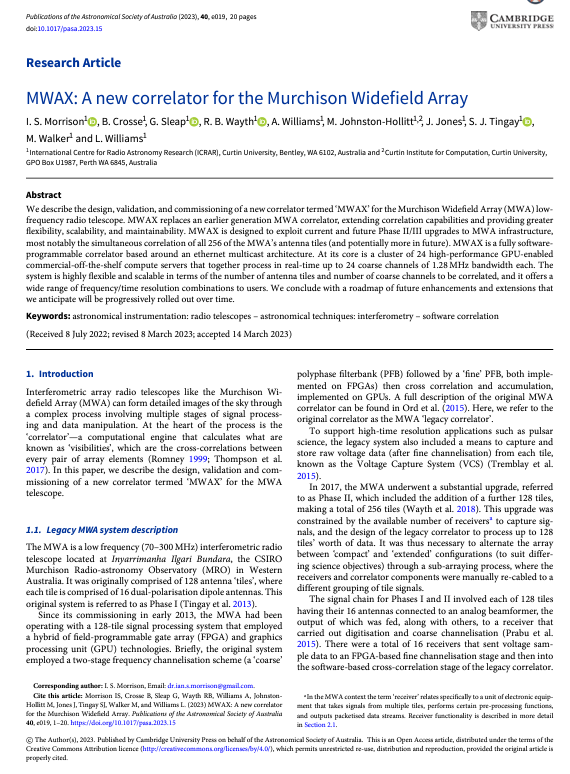 Publications of the Astronomical Society of Australia (2023), 40, e019, 20 pages
doi:10.1017/pasa.2023.15
CAMBRIDGE
UNIVERSITY PRESS
Research Article
MWAX: A new correlator for the Murchison Widefield Array
I. S. Morrison1, B. Crosse1, G. Sleap1, R. B. Wayth1, A. Williams1, M. Johnston-Hollitt1,2, J. Jones1, S. J. Tingay1,
M. Walker1 and L. Williams1
1International Centre for Radio Astronomy Research (ICRAR), Curtin University, Bentley, WA 6102, Australia and 2Curtin Institute for Computation, Curtin University,
GPO Box U1987, Perth WA 6845, Australia
Abstract
We describe the design, validation, and commissioning of a new correlator termed 'MWAX' for the Murchison Widefield Array (MWA) low-
frequency radio telescope. MWAX replaces an earlier generation MWA correlator, extending correlation capabilities and providing greater
flexibility, scalability, and maintainability. MWAX is designed to exploit current and future Phase II/III upgrades to MWA infrastructure,
most notably the simultaneous correlation of all 256 of the MWA's antenna tiles (and potentially more in future). MWAX is a fully software-
programmable correlator based around an ethernet multicast architecture. At its core is a cluster of 24 high-performance GPU-enabled
commercial-off-the-shelf compute servers that together process in real-time up to 24 coarse channels of 1.28 MHz bandwidth each. The
system is highly flexible and scalable in terms of the number of antenna tiles and number of coarse channels to be correlated, and it offers a
wide range of frequency/time resolution combinations to users. We conclude with a roadmap of future enhancements and extensions that
we anticipate will be progressively rolled out over time.
Keywords: astronomical instrumentation: radio telescopes – astronomical techniques: interferometry – software correlation
(Received 8 July 2022; revised 8 March 2023; accepted 14 March 2023)
1. Introduction
Interferometric array radio telescopes like the Murchison Wi-
defield Array (MWA) can form detailed images of the sky through
a complex process involving multiple stages of signal process-
ing and data manipulation. At the heart of the process is the
'correlator'—a computational engine that calculates what are
known as 'visibilities', which are the cross-correlations between
every pair of array elements (Romney 1999; Thompson et al.
2017). In this paper, we describe the design, validation and com-
missioning of a new correlator termed 'MWAX' for the MWA
telescope.
1.1. Legacy MWA system description
The MWA is a low frequency (70–300 MHz) interferometric radio
telescope located at Inyarrimanha Ilgari Bundara, the CSIRO
Murchison Radio-astronomy Observatory (MRO) in Western
Australia. It was originally comprised of 128 antenna 'tiles', where
each tile is comprised of 16 dual-polarisation dipole antennas. This
original system is referred to as Phase I (Tingay et al. 2013).
Since its commissioning in early 2013, the MWA had been
operating with a 128-tile signal processing system that employed
a hybrid of field-programmable gate array (FPGA) and graphics
processing unit (GPU) technologies. Briefly, the original system
employed a two-stage frequency channelisation scheme (a 'coarse'
polyphase filterbank (PFB) followed by a 'fine' PFB, both imple-
mented on FPGAs) then cross correlation and accumulation,
implemented on GPUs. A full description of the original MWA
correlator can be found in Ord et al. (2015). Here, we refer to the
original correlator as the MWA 'legacy correlator'.
To support high-time resolution applications such as pulsar
science, the legacy system also included a means to capture and
store raw voltage data (after fine channelisation) from each tile,
known as the Voltage Capture System (VCS) (Tremblay et al.
2015).
In 2017, the MWA underwent a substantial upgrade, referred
to as Phase II, which included the addition of a further 128 tiles,
making a total of 256 tiles (Wayth et al. 2018). This upgrade was
constrained by the available number of receiversa to capture sig-
nals, and the design of the legacy correlator to process up to 128
tiles' worth of data. It was thus necessary to alternate the array
between 'compact' and 'extended' configurations (to suit differ-
ing science objectives) through a sub-arraying process, where the
receivers and correlator components were manually re-cabled to a
different grouping of tile signals.
The signal chain for Phases I and II involved each of 128 tiles
having their 16 antennas connected to an analog beamformer, the
output of which was fed, along with others, to a receiver that
carried out digitisation and coarse channelisation (Prabu et al.
2015). There were a total of 16 receivers that sent voltage sam-
ple data to an FPGA-based fine channelisation stage and then into
the software-based cross-correlation stage of the legacy correlator.
Corresponding author: I. S. Morrison, Email: dr.ian.s.morrison@gmail.com.
Cite this article: Morrison IS, Crosse B, Sleap G, Wayth RB, Williams A, Johnston-
Hollitt M, Jones J, Tingay SJ, Walker M, and Williams L. (2023) MWAX: A new correlator
for the Murchison Widefield Array. Publications of the Astronomical Society of Australia
40, e019, 1–20. https://doi.org/10.1017/pasa.2023.15
aIn the MWA context the term 'receiver' relates specifically to a unit of electronic equip-
ment that takes signals from multiple tiles, performs certain pre-processing functions,
and outputs packetised data streams. Receiver functionality is described in more detail
in Section 2.1.
© The Author(s), 2023. Published by Cambridge University Press on behalf of the Astronomical Society of Australia. This is an Open Access article, distributed under the terms of the
Creative Commons Attribution licence (http://creativecommons.org/licenses/by/4.0/), which permits unrestricted re-use, distribution and reproduction, provided the original article is
properly cited.